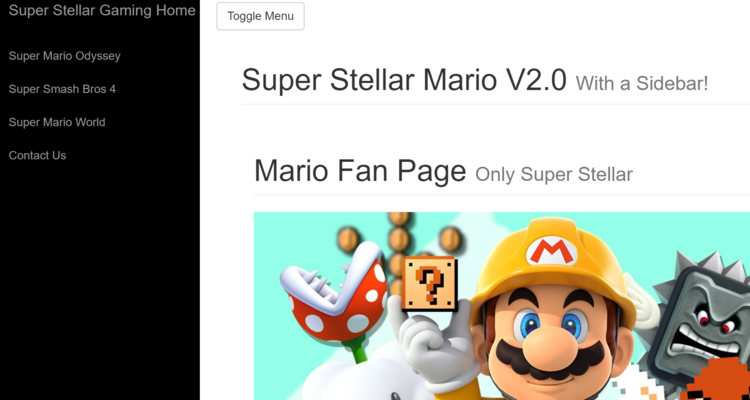 Super Stellar Gaming Home
Super Mario Odyssey
Super Smash Bros 4
Super Mario World
Contact Us
Toggle Menu
Super Stellar Mario V2.0 With a Sidebar!
Mario Fan Page Only Super Stellar
?
M